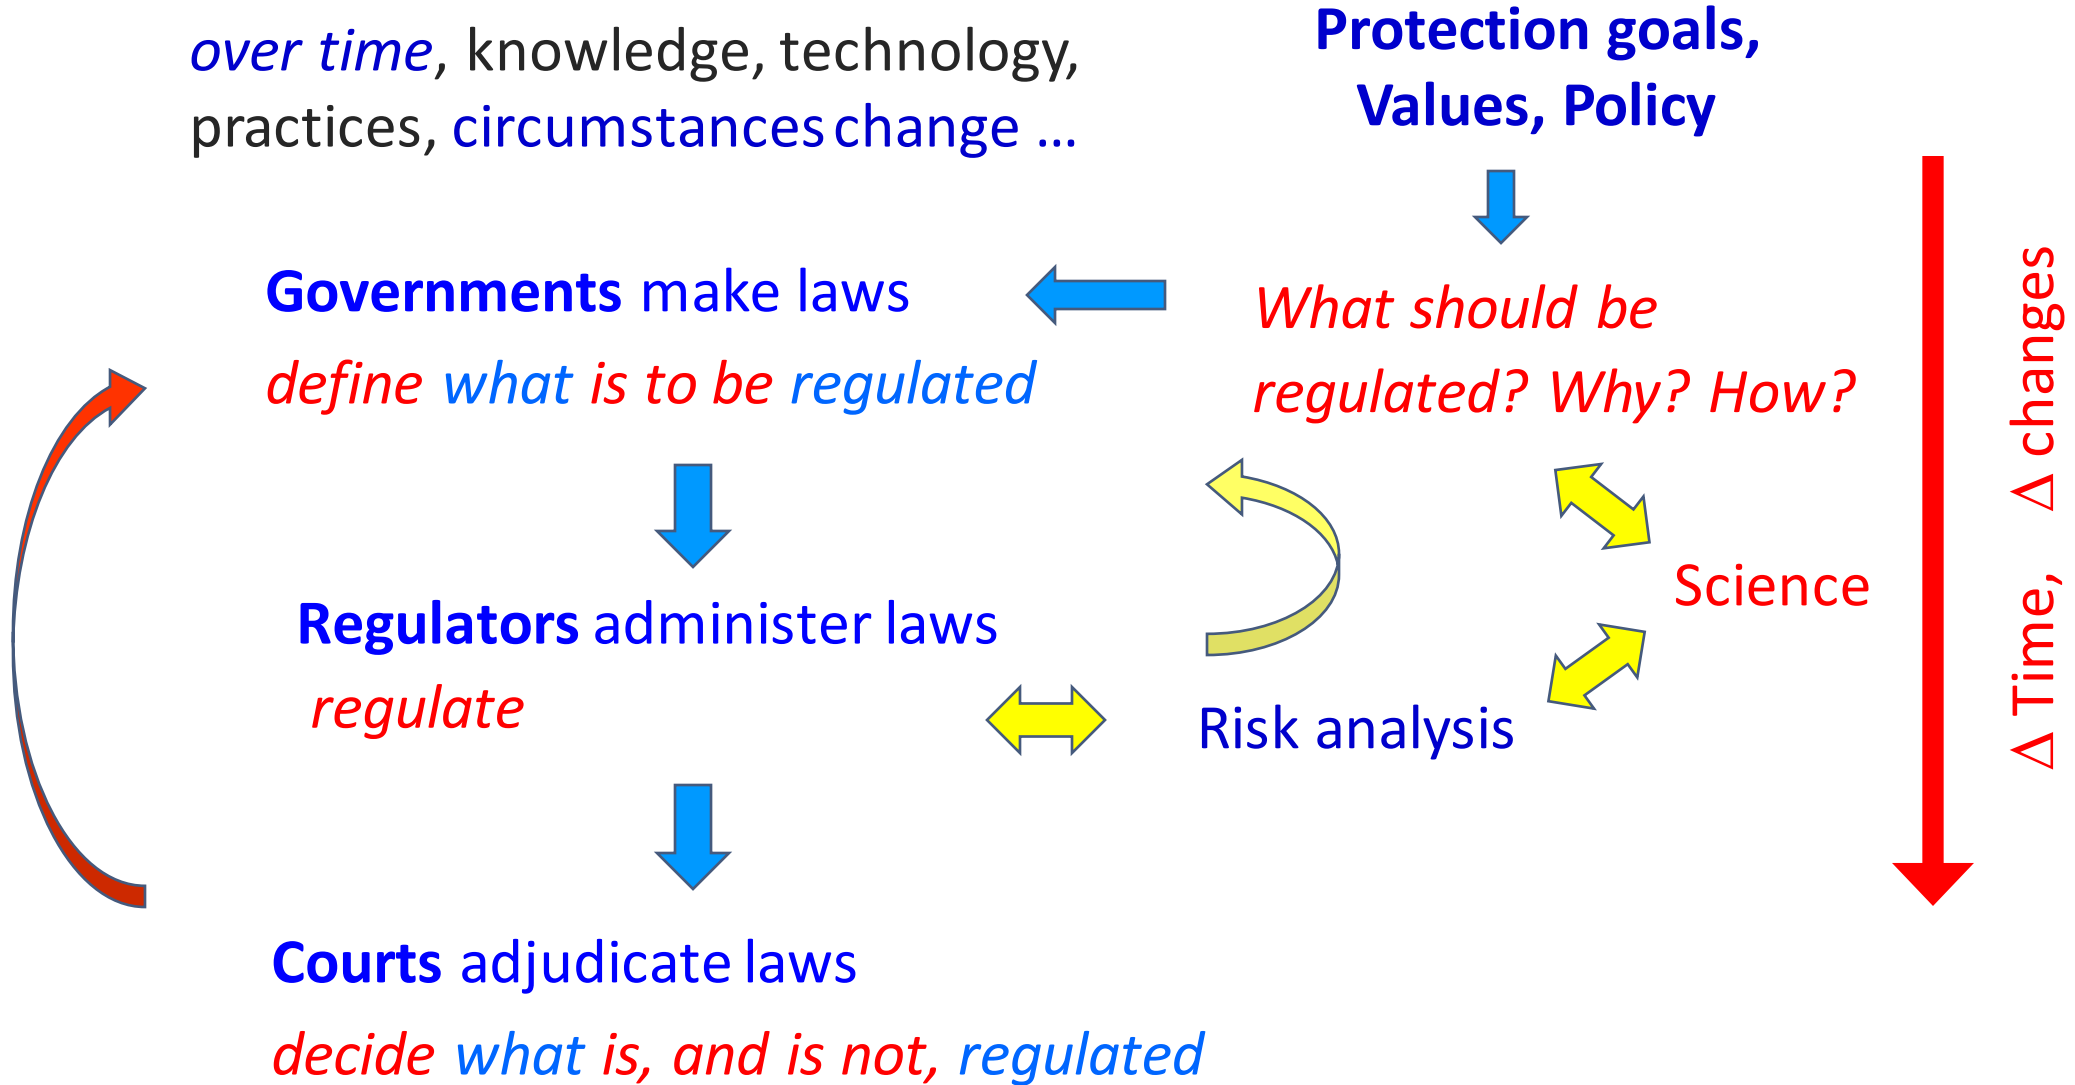 over time, knowledge, technology,
practices, circumstances change ...
Protection goals,
Values, Policy
Governments make laws
define what is to be regulated
What should be
regulated? Why? How?
Regulators administer laws
regulate
Science
Risk analysis
Courts adjudicate laws
decide what is, and is not, regulated
Δ Time, Δ changes